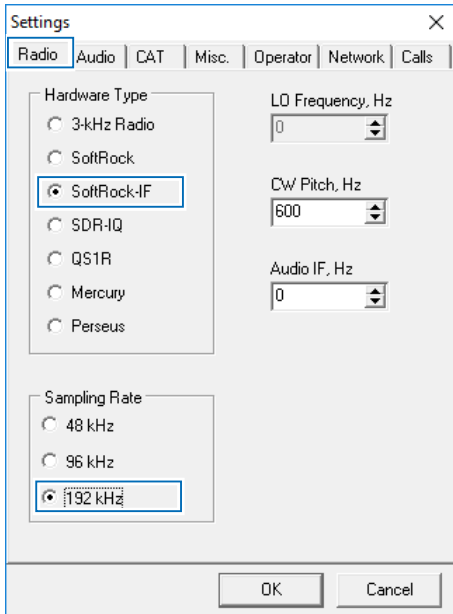 Settings
Radio Audio CAT Misc. Operator Network Calls
Hardware Type
3-kHz Radio
SoftRock
SoftRock-IF
SDR-IQ
QS1R
Mercury
Perseus
LO Frequency, Hz
0
CW Pitch, Hz
600
Audio IF, Hz
0
Sampling Rate
48 kHz
96 kHz
192 kHz
OK Cancel